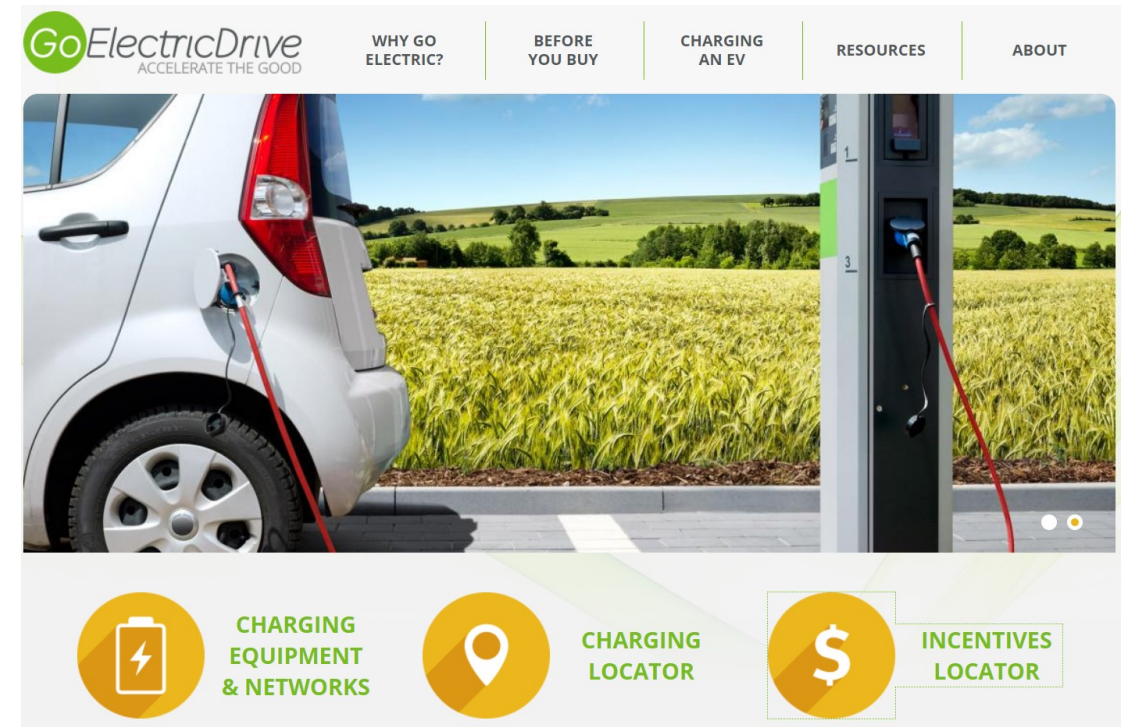 GoElectricDrive
ACCELERATE THE GOOD
WHY GO
ELECTRIC?
BEFORE
YOU BUY
CHARGING
AN EV
RESOURCES
ABOUT
1
3
CHARGING
EQUIPMENT
& NETWORKS
CHARGING
LOCATOR
$
INCENTIVES
LOCATOR